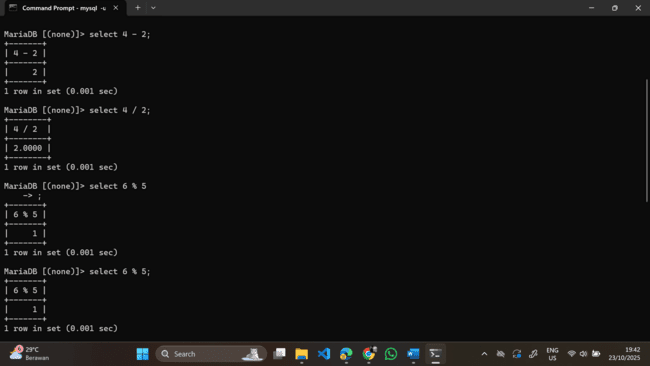 Command Prompt - mysql -u
MariaDB [(none)]> select 4 - 2;
+-------+
| 4 - 2 |
+-------+
|     2 |
+-------+
1 row in set (0.001 sec)
MariaDB [(none)]> select 4 / 2;
+--------+
| 4 / 2  |
+--------+
| 2.0000 |
+--------+
1 row in set (0.001 sec)
MariaDB [(none)]> select 6 % 5
    -> ;
+-------+
| 6 % 5 |
+-------+
|     1 |
+-------+
1 row in set (0.001 sec)
MariaDB [(none)]> select 6 % 5;
+-------+
| 6 % 5 |
+-------+
|     1 |
+-------+
1 row in set (0.001 sec)
29°C
Berawan
Search
ENG
US
19:42
23/10/2025